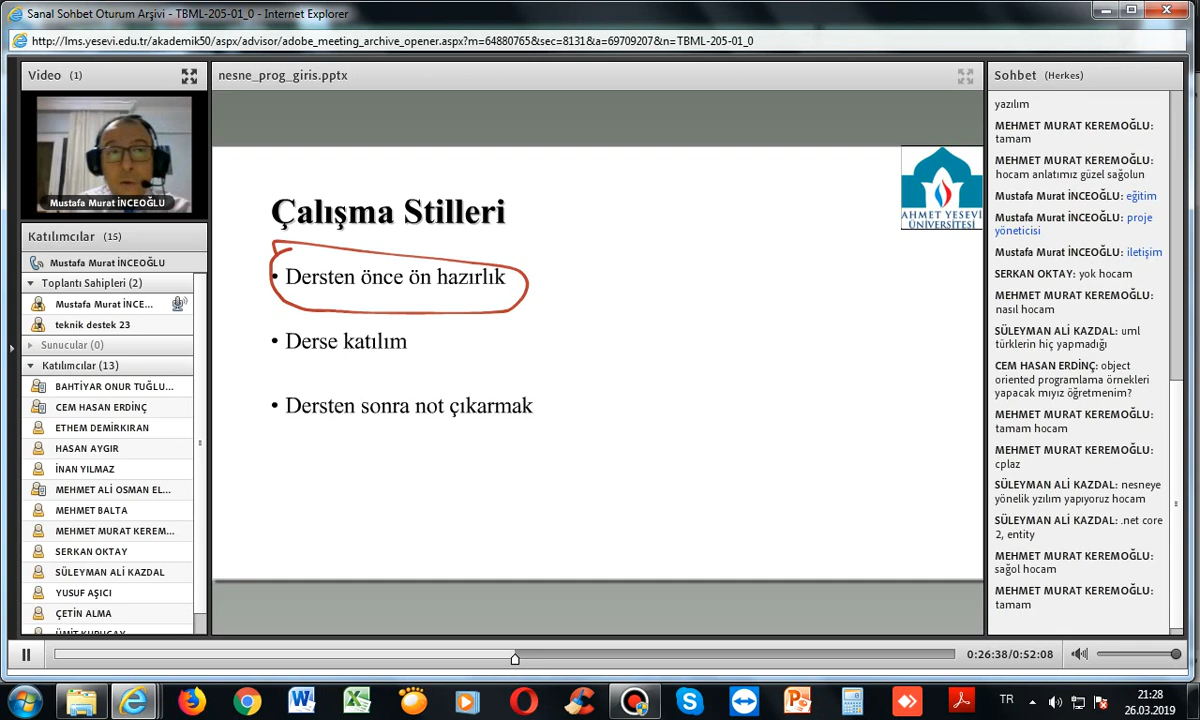 Sanal Sohbet Oturum Arşivi - TBML-205-01_0 - Internet Explorer
http://lms.yesevi.edu.tr/akademik50/aspx/advisor/adobe_meeting_archive_opener.aspx?m=64880765&sec=8131&a=69709207&n=TBML-205-01_0
Video (1)
Mustafa Murat İNCEOĞLU
Katılımcılar (15)
Mustafa Murat İNCEOĞLU
Toplantı Sahipleri (2)
Mustafa Murat İNCE...
teknik destek 23
Sunucular (0)
Katılımcılar (13)
BAHTİYAR ONUR TUĞLU...
CEM HASAN ERDİNÇ
ETHEM DEMİRKIRAN
HASAN AYGIR
İNAN YILMAZ
MEHMET ALİ OSMAN EL...
MEHMET BALTA
MEHMET MURAT KEREM...
SERKAN OKTAY
SÜLEYMAN ALİ KAZDAL
YUSUF AŞICI
ÇETİN ALMA
nesne_prog_giris.pptx
AHMET YESEVİ
ÜNİVERSİTESİ
Çalışma Stilleri
• Dersten önce ön hazırlık
• Derse katılım
• Dersten sonra not çıkarmak
Sohbet (Herkes)
yazılım
MEHMET MURAT KEREMOĞLU:
tamam
MEHMET MURAT KEREMOĞLU:
hocam anlatımız güzel sağolun
Mustafa Murat İNCEOĞLU: eğitim
Mustafa Murat İNCEOĞLU: proje
yöneticisi
Mustafa Murat İNCEOĞLU: iletişim
SERKAN OKTAY: yok hocam
MEHMET MURAT KEREMOĞLU:
nasıl hocam
SÜLEYMAN ALİ KAZDAL: uml
türklerin hiç yapmadığı
CEM HASAN ERDİNÇ: object
oriented programlama örnekleri
yapacak mıyız öğretmenim?
MEHMET MURAT KEREMOĞLU:
tamam hocam
MEHMET MURAT KEREMOĞLU:
cplaz
SÜLEYMAN ALİ KAZDAL: nesneye
yönelik yzılım yapıyoruz hocam
SÜLEYMAN ALİ KAZDAL: .net core
2, entity
MEHMET MURAT KEREMOĞLU:
sağol hocam
MEHMET MURAT KEREMOĞLU:
tamam
0:26:38/0:52:08
TR
21:28
26.03.2019